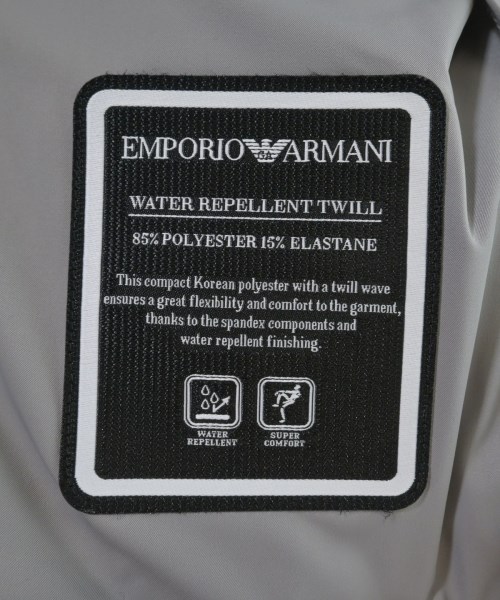 EMPORIO ARMANI
WATER REPELLENT TWILL
85% POLYESTER 15% ELASTANE
This compact Korean polyester with a twill wave
ensures a great flexibility and comfort to the garment,
thanks to the spandex components and
water repellent finishing.
WATER
REPELLENT
SUPER
COMFORT